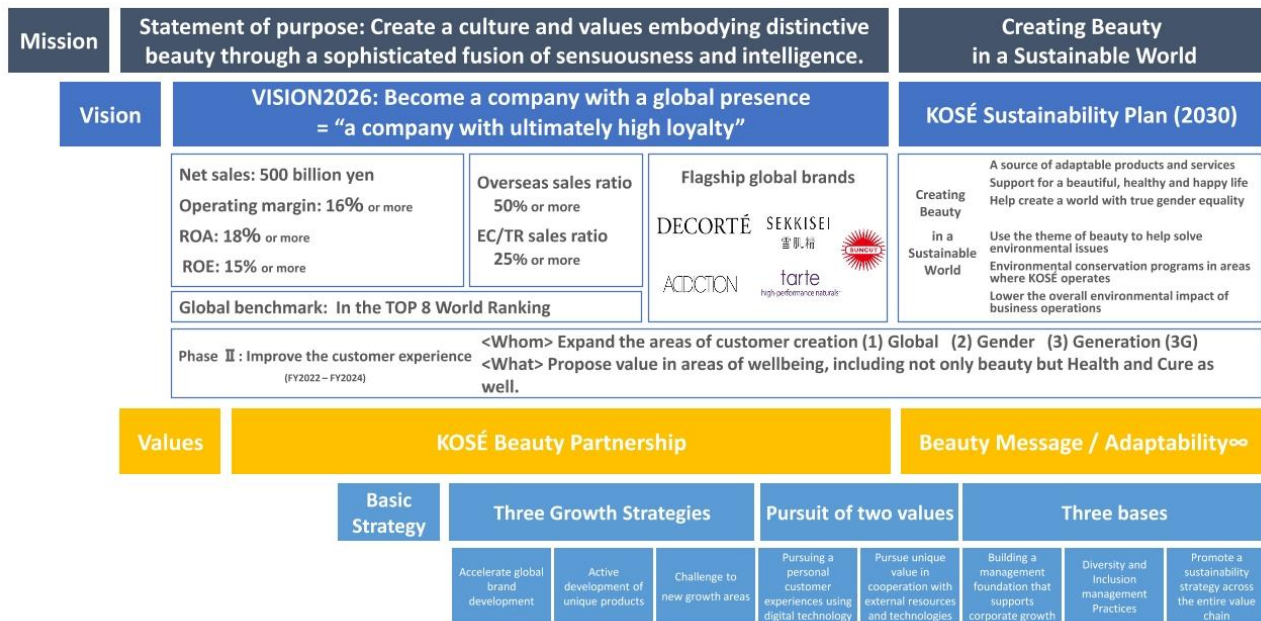 Mission
Statement of purpose: Create a culture and values embodying distinctive
beauty through a sophisticated fusion of sensuousness and intelligence.
Creating Beauty
in a Sustainable World
Vision
VISION2026: Become a company with a global presence
= “a company with ultimately high loyalty”
KOSÉ Sustainability Plan (2030)
Net sales: 500 billion yen
Operating margin: 16% or more
ROA: 18% or more
ROE: 15% or more
Overseas sales ratio
50% or more
EC/TR sales ratio
25% or more
Global benchmark: In the TOP 8 World Ranking
Flagship global brands
DECORTÉ
SEKKISEI
雪肌精
SUNCUT
ADDICTION
tarte
high-performance naturals
Creating
Beauty
in a
Sustainable
World
A source of adaptable products and services
Support for a beautiful, healthy and happy life
Help create a world with true gender equality
Use the theme of beauty to help solve
environmental issues
Environmental conservation programs in areas
where KOSÉ operates
Lower the overall environmental impact of
business operations
Phase Ⅱ: Improve the customer experience
(FY2022 – FY2024)
<Whom> Expand the areas of customer creation (1) Global (2) Gender (3) Generation (3G)
<What> Propose value in areas of wellbeing, including not only beauty but Health and Cure as
well.
Values
KOSÉ Beauty Partnership
Beauty Message / Adaptability∞
Basic
Strategy
Three Growth Strategies
Pursuit of two values
Three bases
Accelerate global
brand
development
Active
development of
unique products
Challenge to
new growth areas
Pursuing a
personal
customer
experiences using
digital technology
Pursue unique
value in
cooperation with
external resources
and technologies
Building a
management
foundation that
supports
corporate growth
Diversity and
Inclusion
management
Practices
Promote a
sustainability
strategy across
the entire value
chain